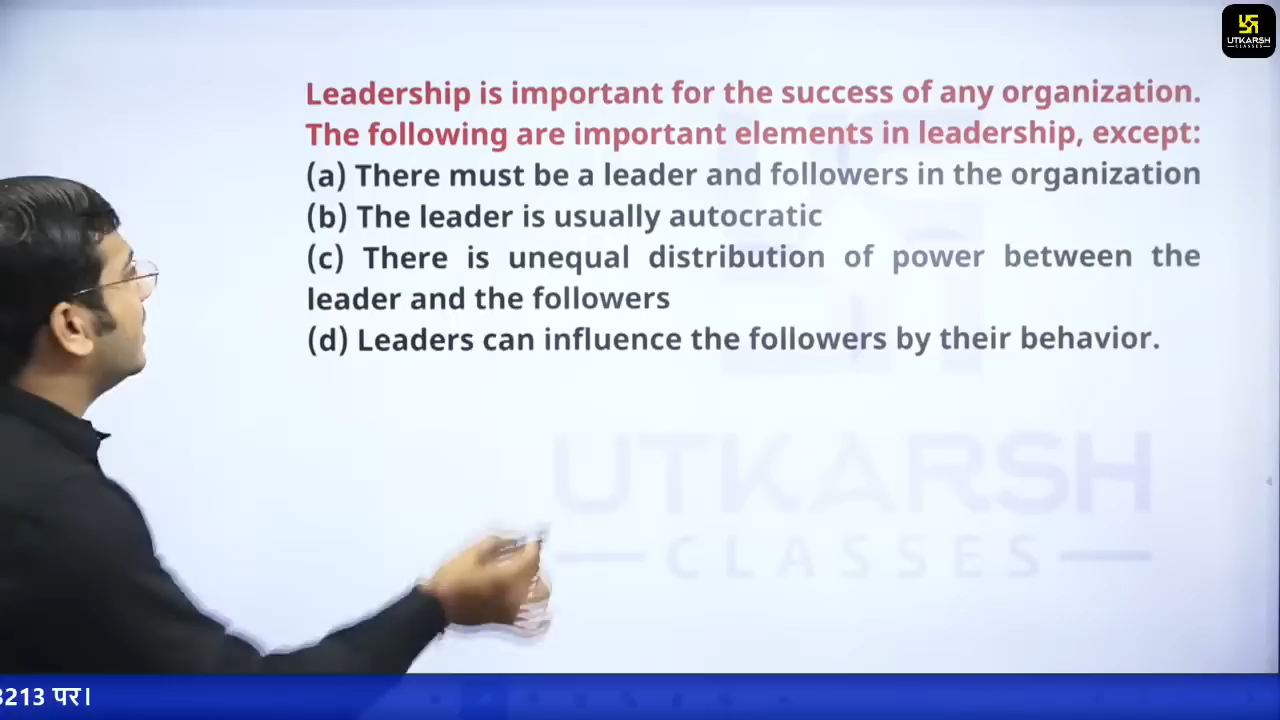 UTKARSH
CLASSES
Leadership is important for the success of any organization.
The following are important elements in leadership, except:
(a) There must be a leader and followers in the organization
(b) The leader is usually autocratic
(c) There is unequal distribution of power between the
leader and the followers
(d) Leaders can influence the followers by their behavior.
UTKARSH
CLASSES
3213 पर।